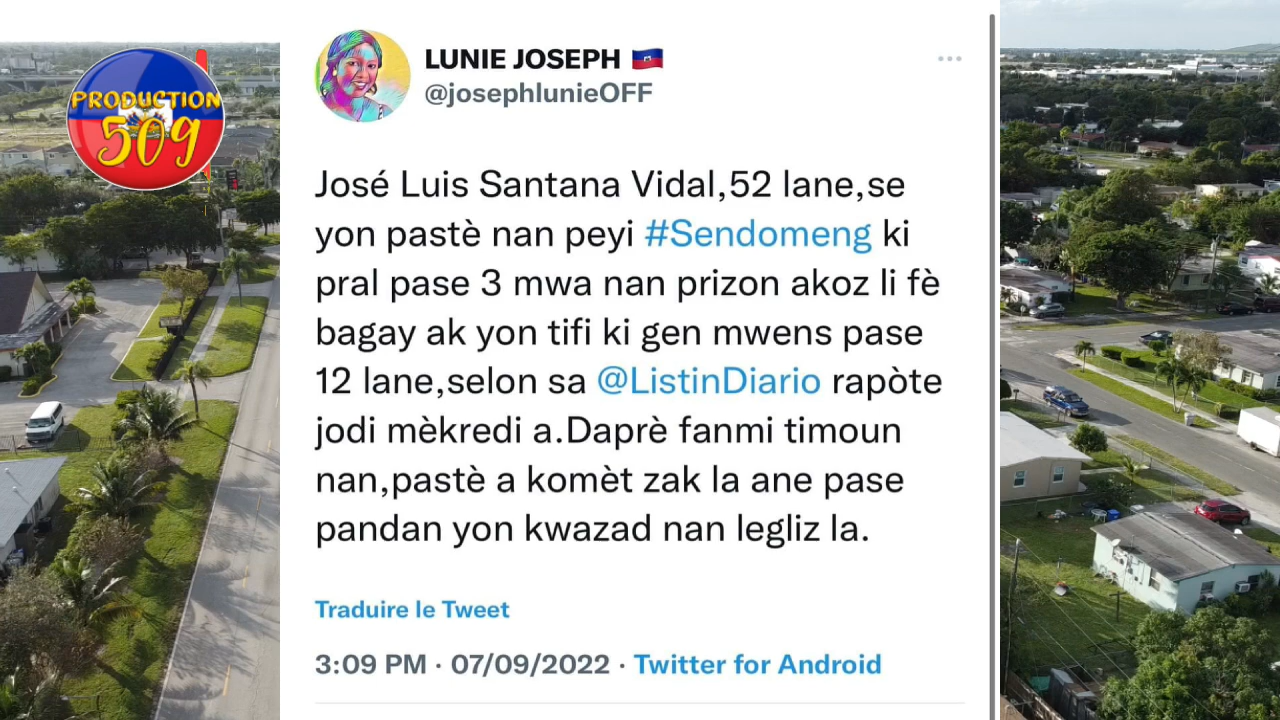 PRODUCTION
509
LUNIE JOSEPH
@josephlunieOFF
José Luis Santana Vidal,52 lane,se
yon pastè nan peyi #Sendomeng ki
pral pase 3 mwa nan prizon akoz li fè
bagay ak yon tifi ki gen mwens pase
12 lane,selon sa @ListinDiario rapòte
jodi mèkredi a.Daprè fanmi timoun
nan,pastè a komèt zak la ane pase
pandan yon kwazad nan legliz la.
Traduire le Tweet
3:09 PM · 07/09/2022 · Twitter for Android